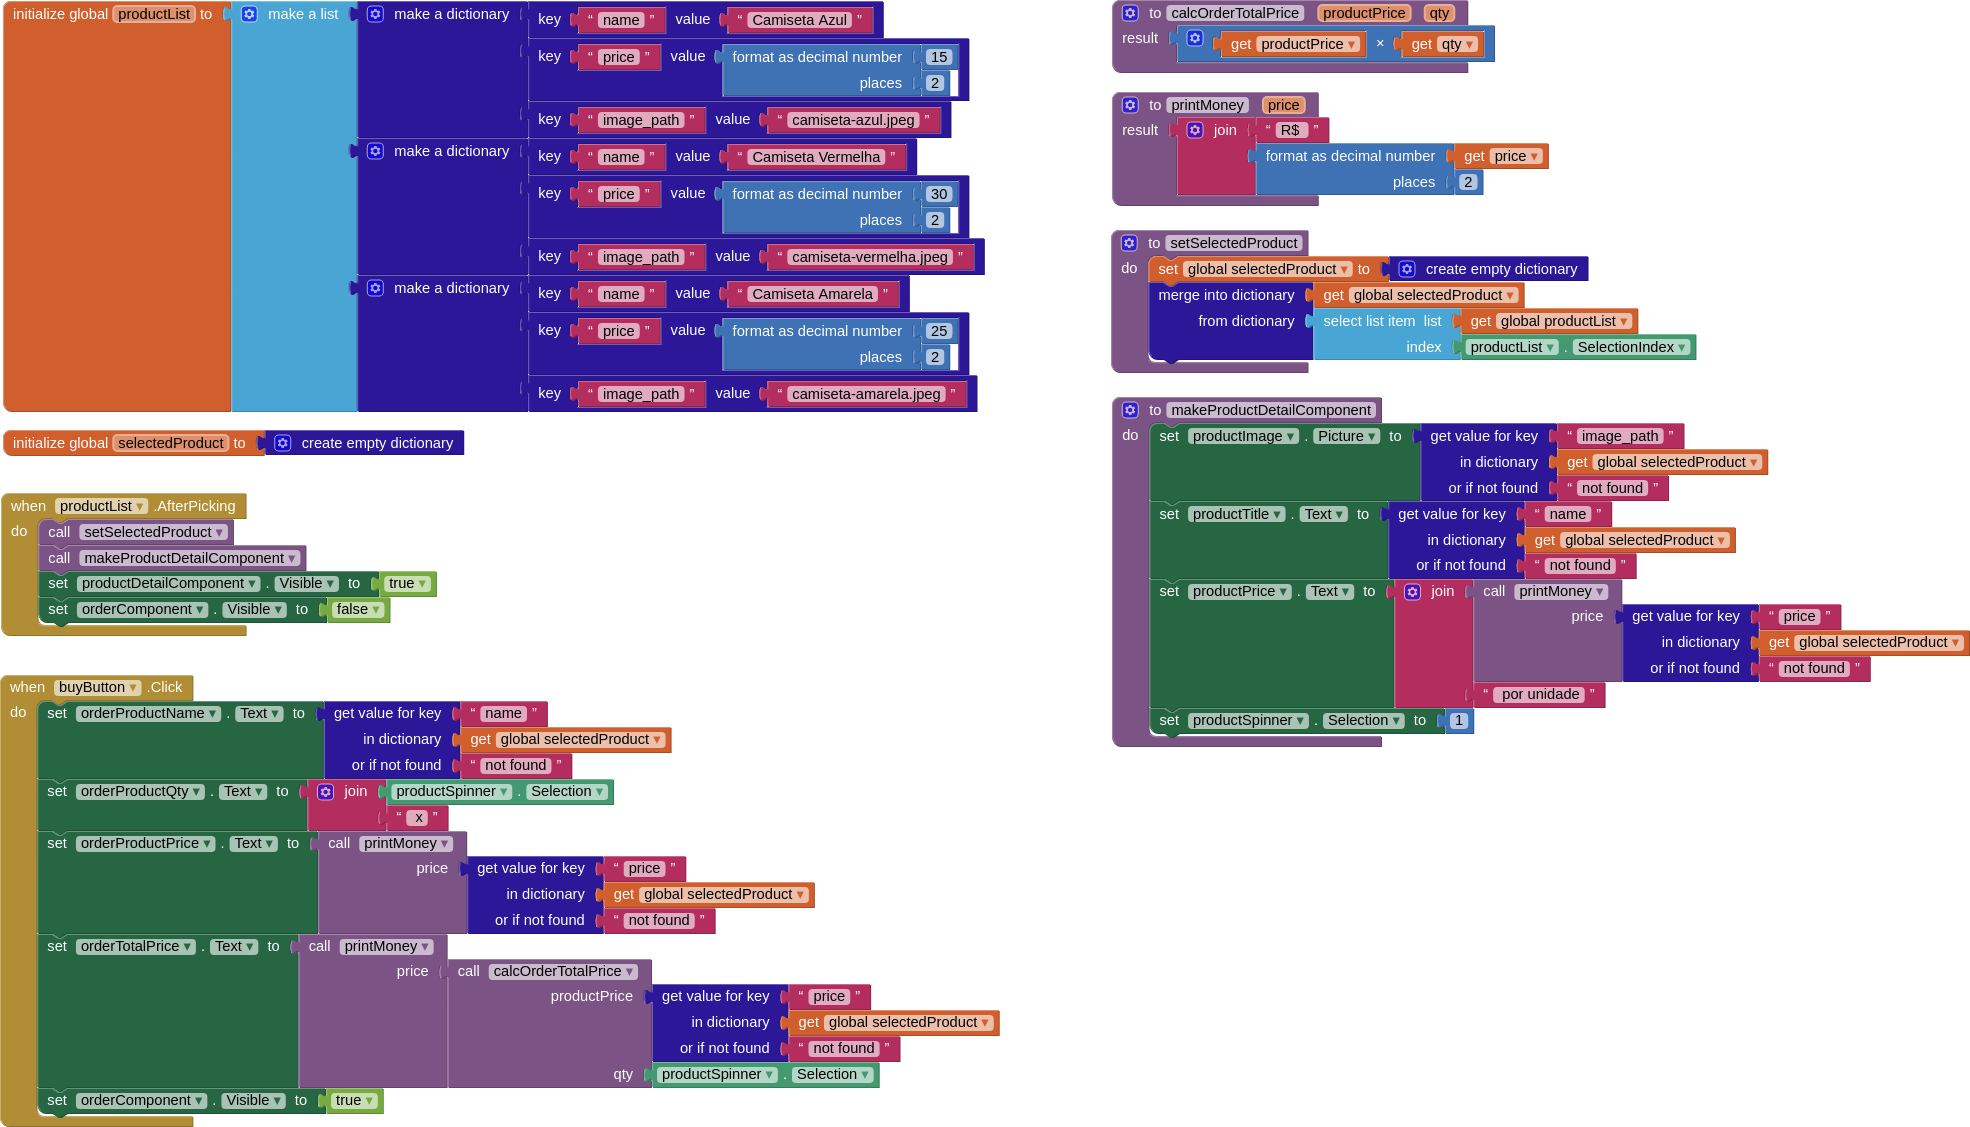 initialize global productList to make a list make a dictionary key “ name ” value “ Camiseta Azul ”
key “ price ” value format as decimal number 15
places 2
key “ image_path ” value “ camiseta-azul.jpeg ”
make a dictionary key “ name ” value “ Camiseta Vermelha ”
key “ price ” value format as decimal number 30
places 2
key “ image_path ” value “ camiseta-vermelha.jpeg ”
make a dictionary key “ name ” value “ Camiseta Amarela ”
key “ price ” value format as decimal number 25
places 2
key “ image_path ” value “ camiseta-amarela.jpeg ”
initialize global selectedProduct to create empty dictionary
when productList .AfterPicking
do call setSelectedProduct
call makeProductDetailComponent
set productDetailComponent . Visible to true
set orderComponent . Visible to false
when buyButton .Click
do set orderProductName . Text to get value for key “ name ”
in dictionary get global selectedProduct
or if not found “ not found ”
set orderProductQty . Text to join productSpinner . Selection
“ x ”
set orderProductPrice . Text to call printMoney
price get value for key “ price ”
in dictionary get global selectedProduct
or if not found “ not found ”
set orderTotalPrice . Text to call printMoney
price call calcOrderTotalPrice
productPrice get value for key “ price ”
in dictionary get global selectedProduct
or if not found “ not found ”
qty productSpinner . Selection
set orderComponent . Visible to true
to calcOrderTotalPrice productPrice qty
result get productPrice × get qty
to printMoney price
result join “ R$ ”
format as decimal number get price
places 2
to setSelectedProduct
do set global selectedProduct to create empty dictionary
merge into dictionary get global selectedProduct
from dictionary select list item list get global productList
index productList . SelectionIndex
to makeProductDetailComponent
do set productImage . Picture to get value for key “ image_path ”
in dictionary get global selectedProduct
or if not found “ not found ”
set productTitle . Text to get value for key “ name ”
in dictionary get global selectedProduct
or if not found “ not found ”
set productPrice . Text to join call printMoney
price get value for key “ price ”
in dictionary get global selectedProduct
or if not found “ not found ”
“ por unidade ”
set productSpinner . Selection to 1